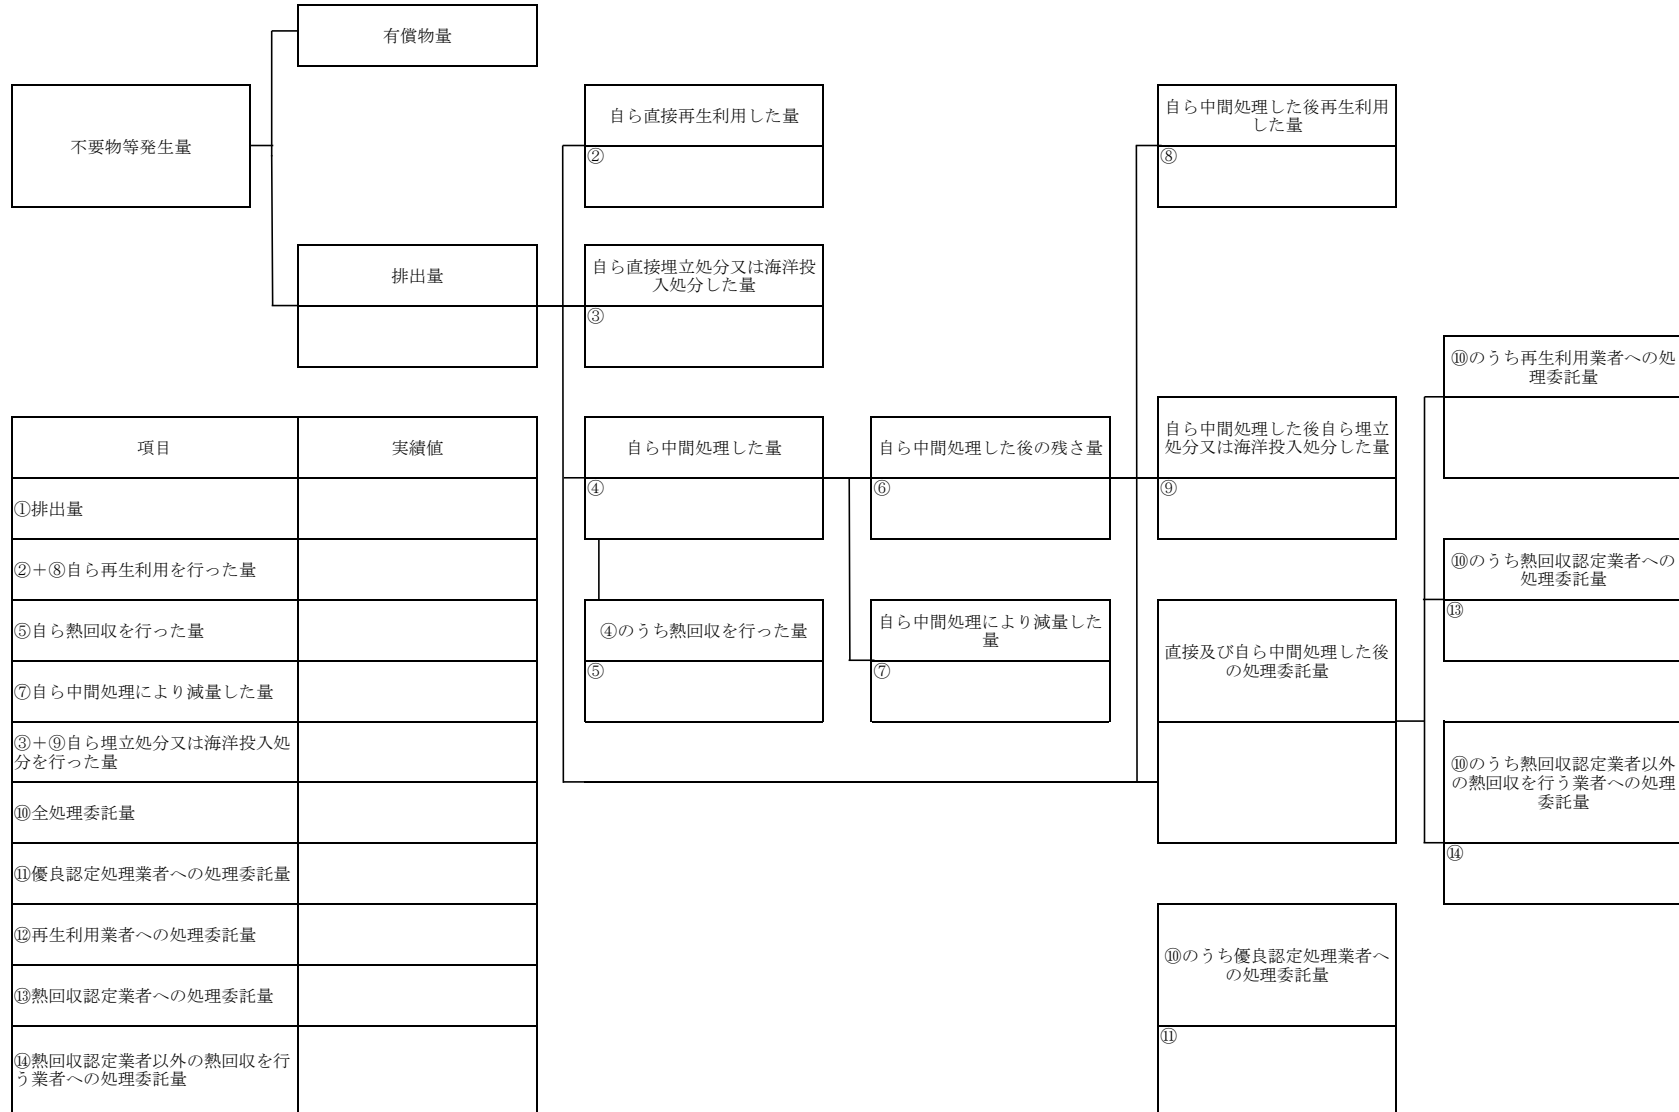 有償物量
不要物等発生量
自ら直接再生利用した量
②
自ら中間処理した後再生利用
した量
⑧
排出量
自ら直接埋立処分又は海洋投
入処分した量
③
⑩のうち再生利用業者への処
理委託量
項目
実績値
①排出量
②＋⑧自ら再生利用を行った量
⑤自ら熱回収を行った量
⑦自ら中間処理により減量した量
③＋⑨自ら埋立処分又は海洋投入処
分を行った量
⑩全処理委託量
⑪優良認定処理業者への処理委託量
⑫再生利用業者への処理委託量
⑬熱回収認定業者への処理委託量
⑭熱回収認定業者以外の熱回収を行
う業者への処理委託量
自ら中間処理した量
④
④のうち熱回収を行った量
⑤
自ら中間処理した後の残さ量
⑥
自ら中間処理により減量した
量
⑦
自ら中間処理した後自ら埋立
処分又は海洋投入処分した量
⑨
直接及び自ら中間処理した後
の処理委託量
⑩のうち優良認定処理業者へ
の処理委託量
⑪
⑩のうち熱回収認定業者への
処理委託量
⑬
⑩のうち熱回収認定業者以外
の熱回収を行う業者への処理
委託量
⑭